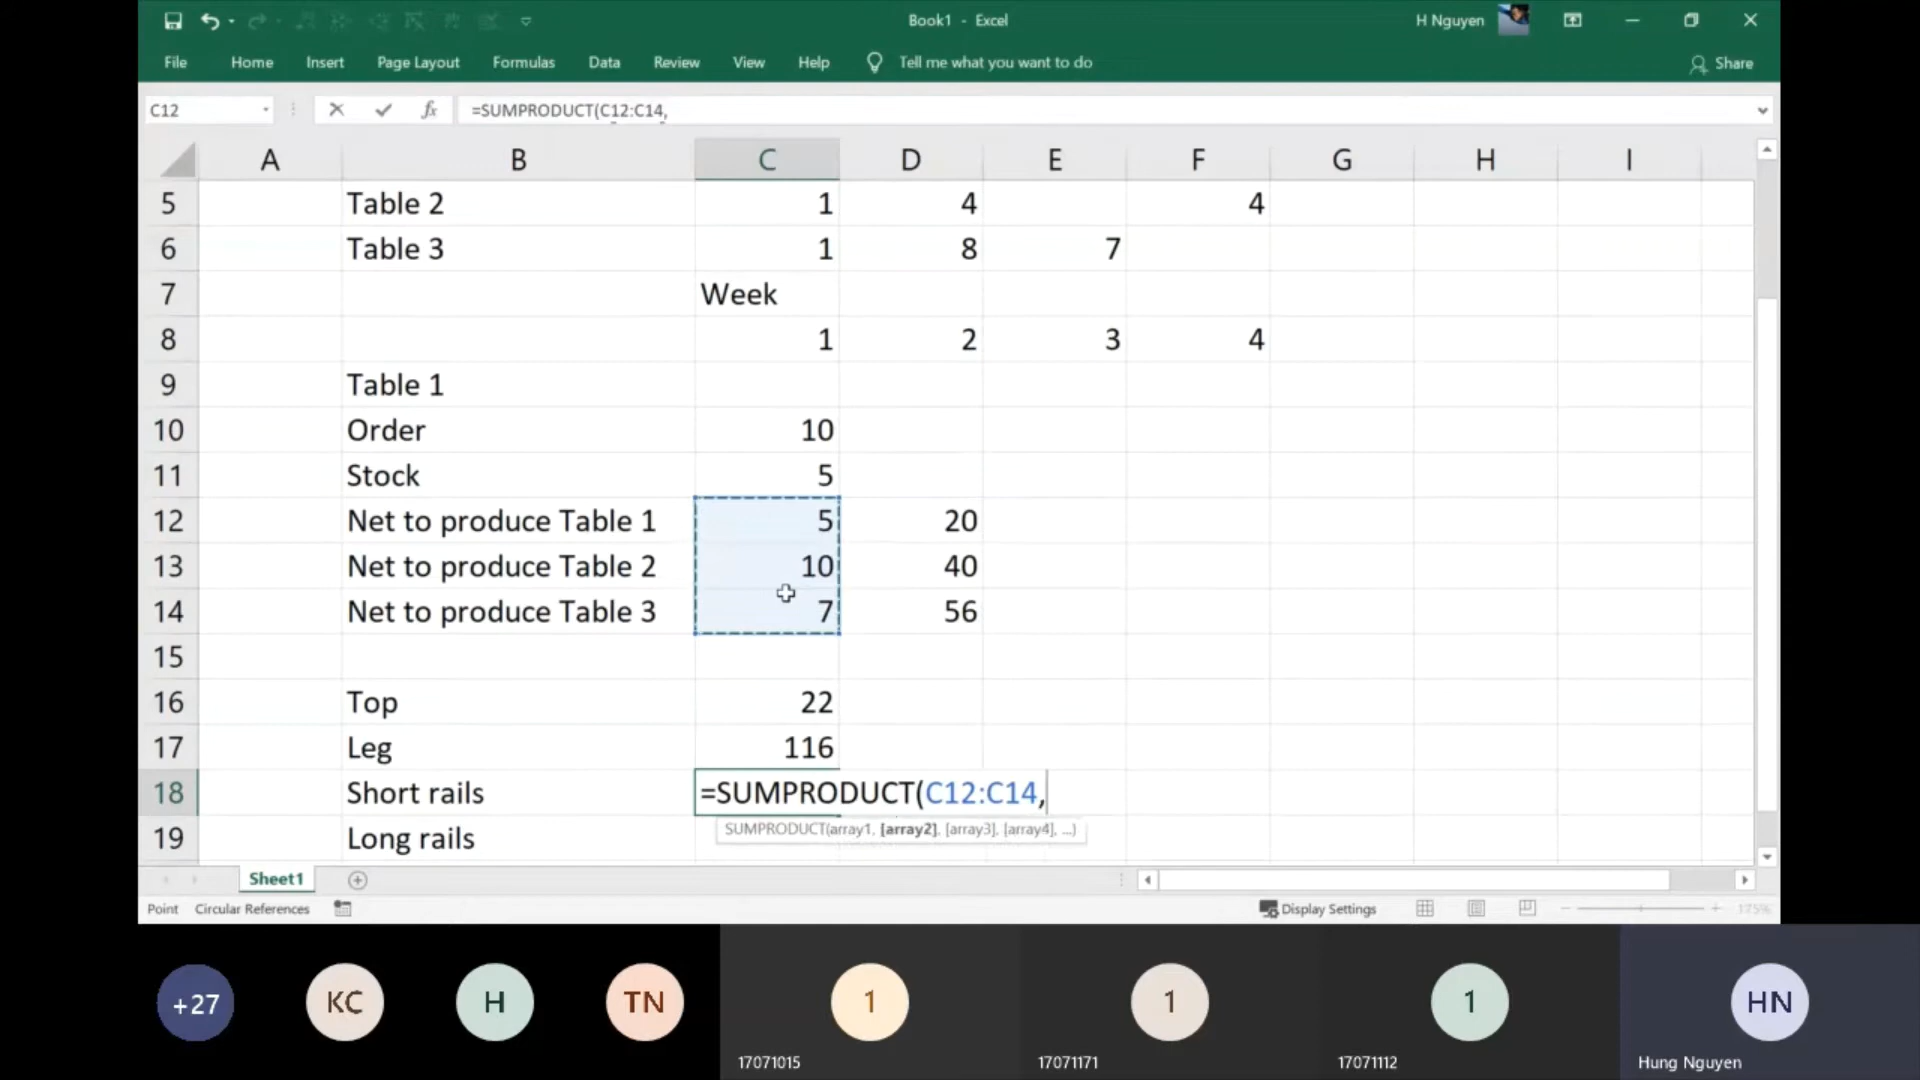 Book1 - Excel
H Nguyen
File Home Insert Page Layout Formulas Data Review View Help Tell me what you want to do Share
C12 fx =SUMPRODUCT(C12:C14,
A B C D E F G H I
5 Table 2 1 4 4
6 Table 3 1 8 7
7 Week
8 1 2 3 4
9 Table 1
10 Order 10
11 Stock 5
12 Net to produce Table 1 5 20
13 Net to produce Table 2 10 40
14 Net to produce Table 3 7 56
15
16 Top 22
17 Leg 116
18 Short rails =SUMPRODUCT(C12:C14,
19 Long rails SUMPRODUCT(array1, [array2], [array3], [array4], ...)
Sheet1
Point Circular References Display Settings 175%
+27 KC H TN 1 1 1 HN
17071015 17071171 17071112 Hung Nguyen